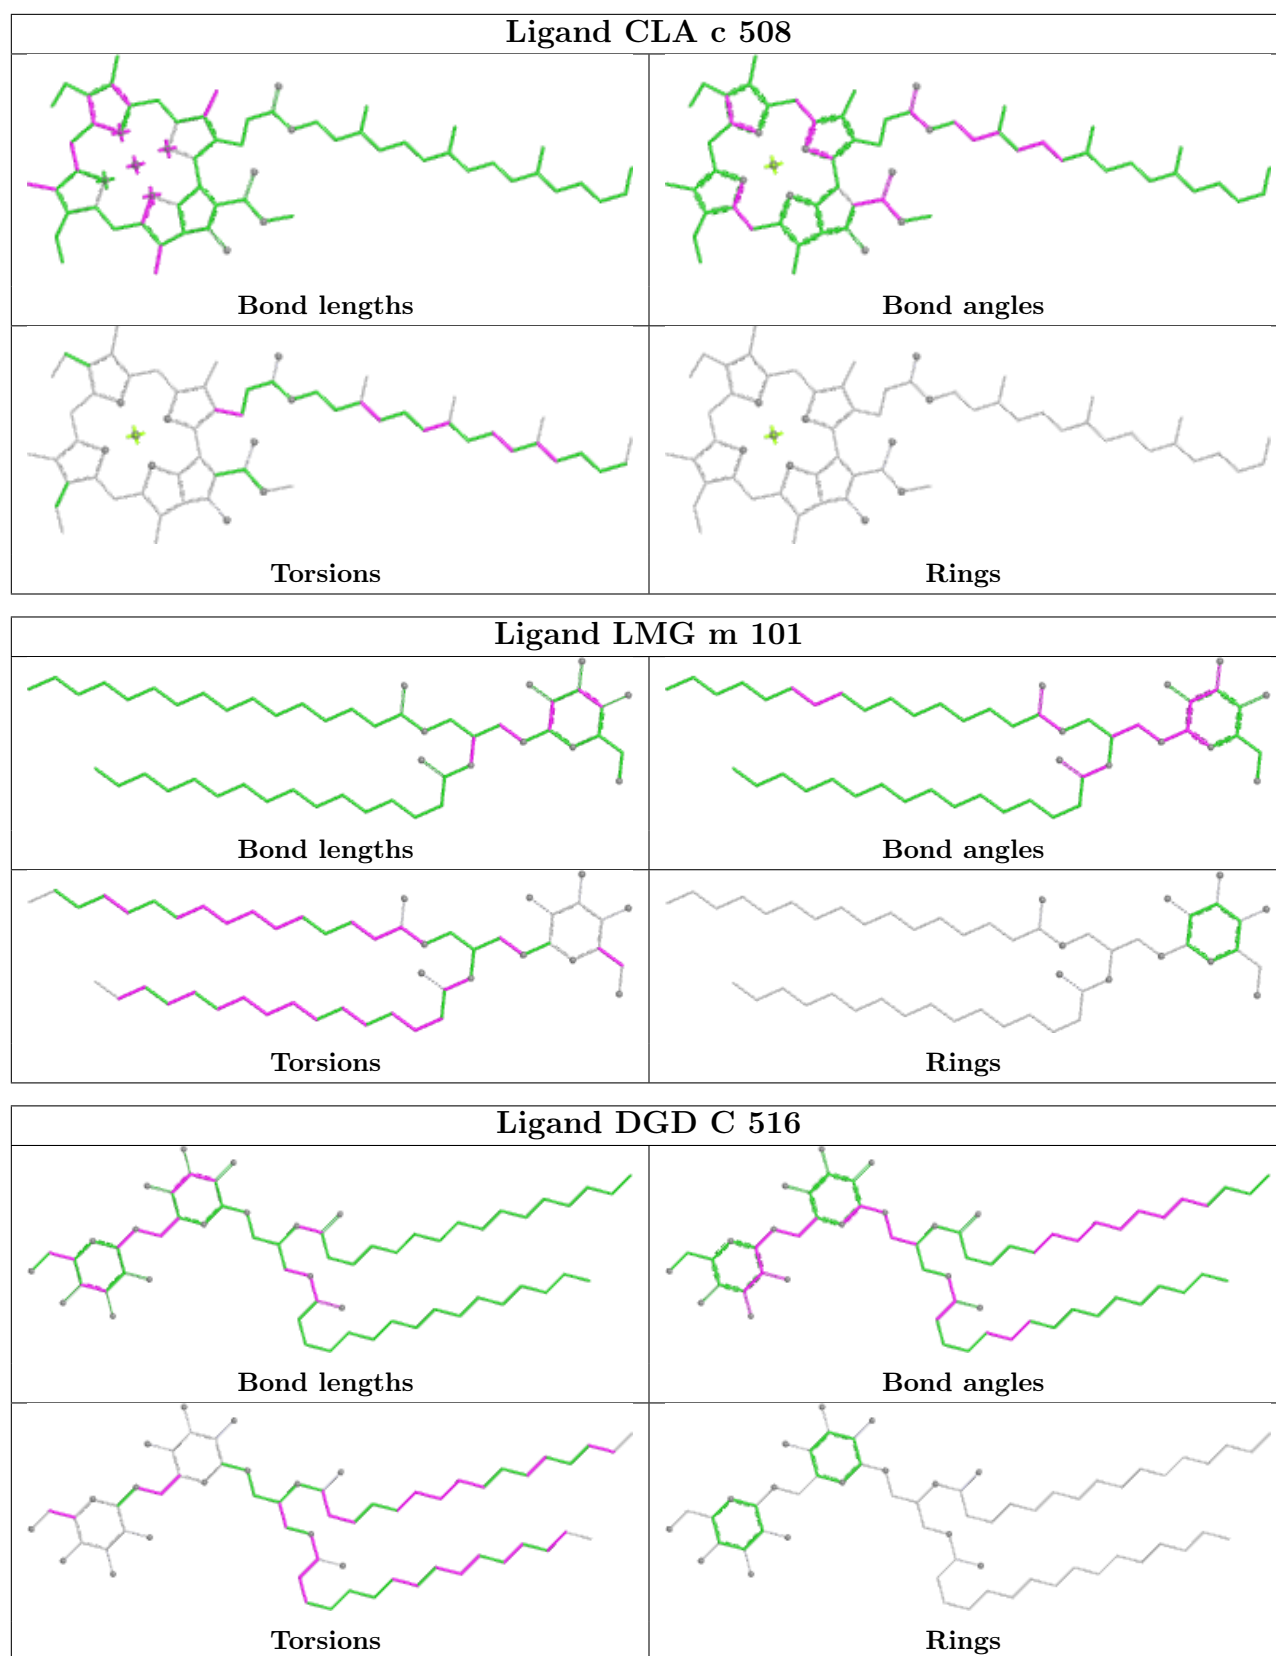 Ligand CLA c 508
Bond lengths
Bond angles
Torsions
Rings
Ligand LMG m 101
Bond lengths
Bond angles
Torsions
Rings
Ligand DGD C 516
Bond lengths
Bond angles
Torsions
Rings